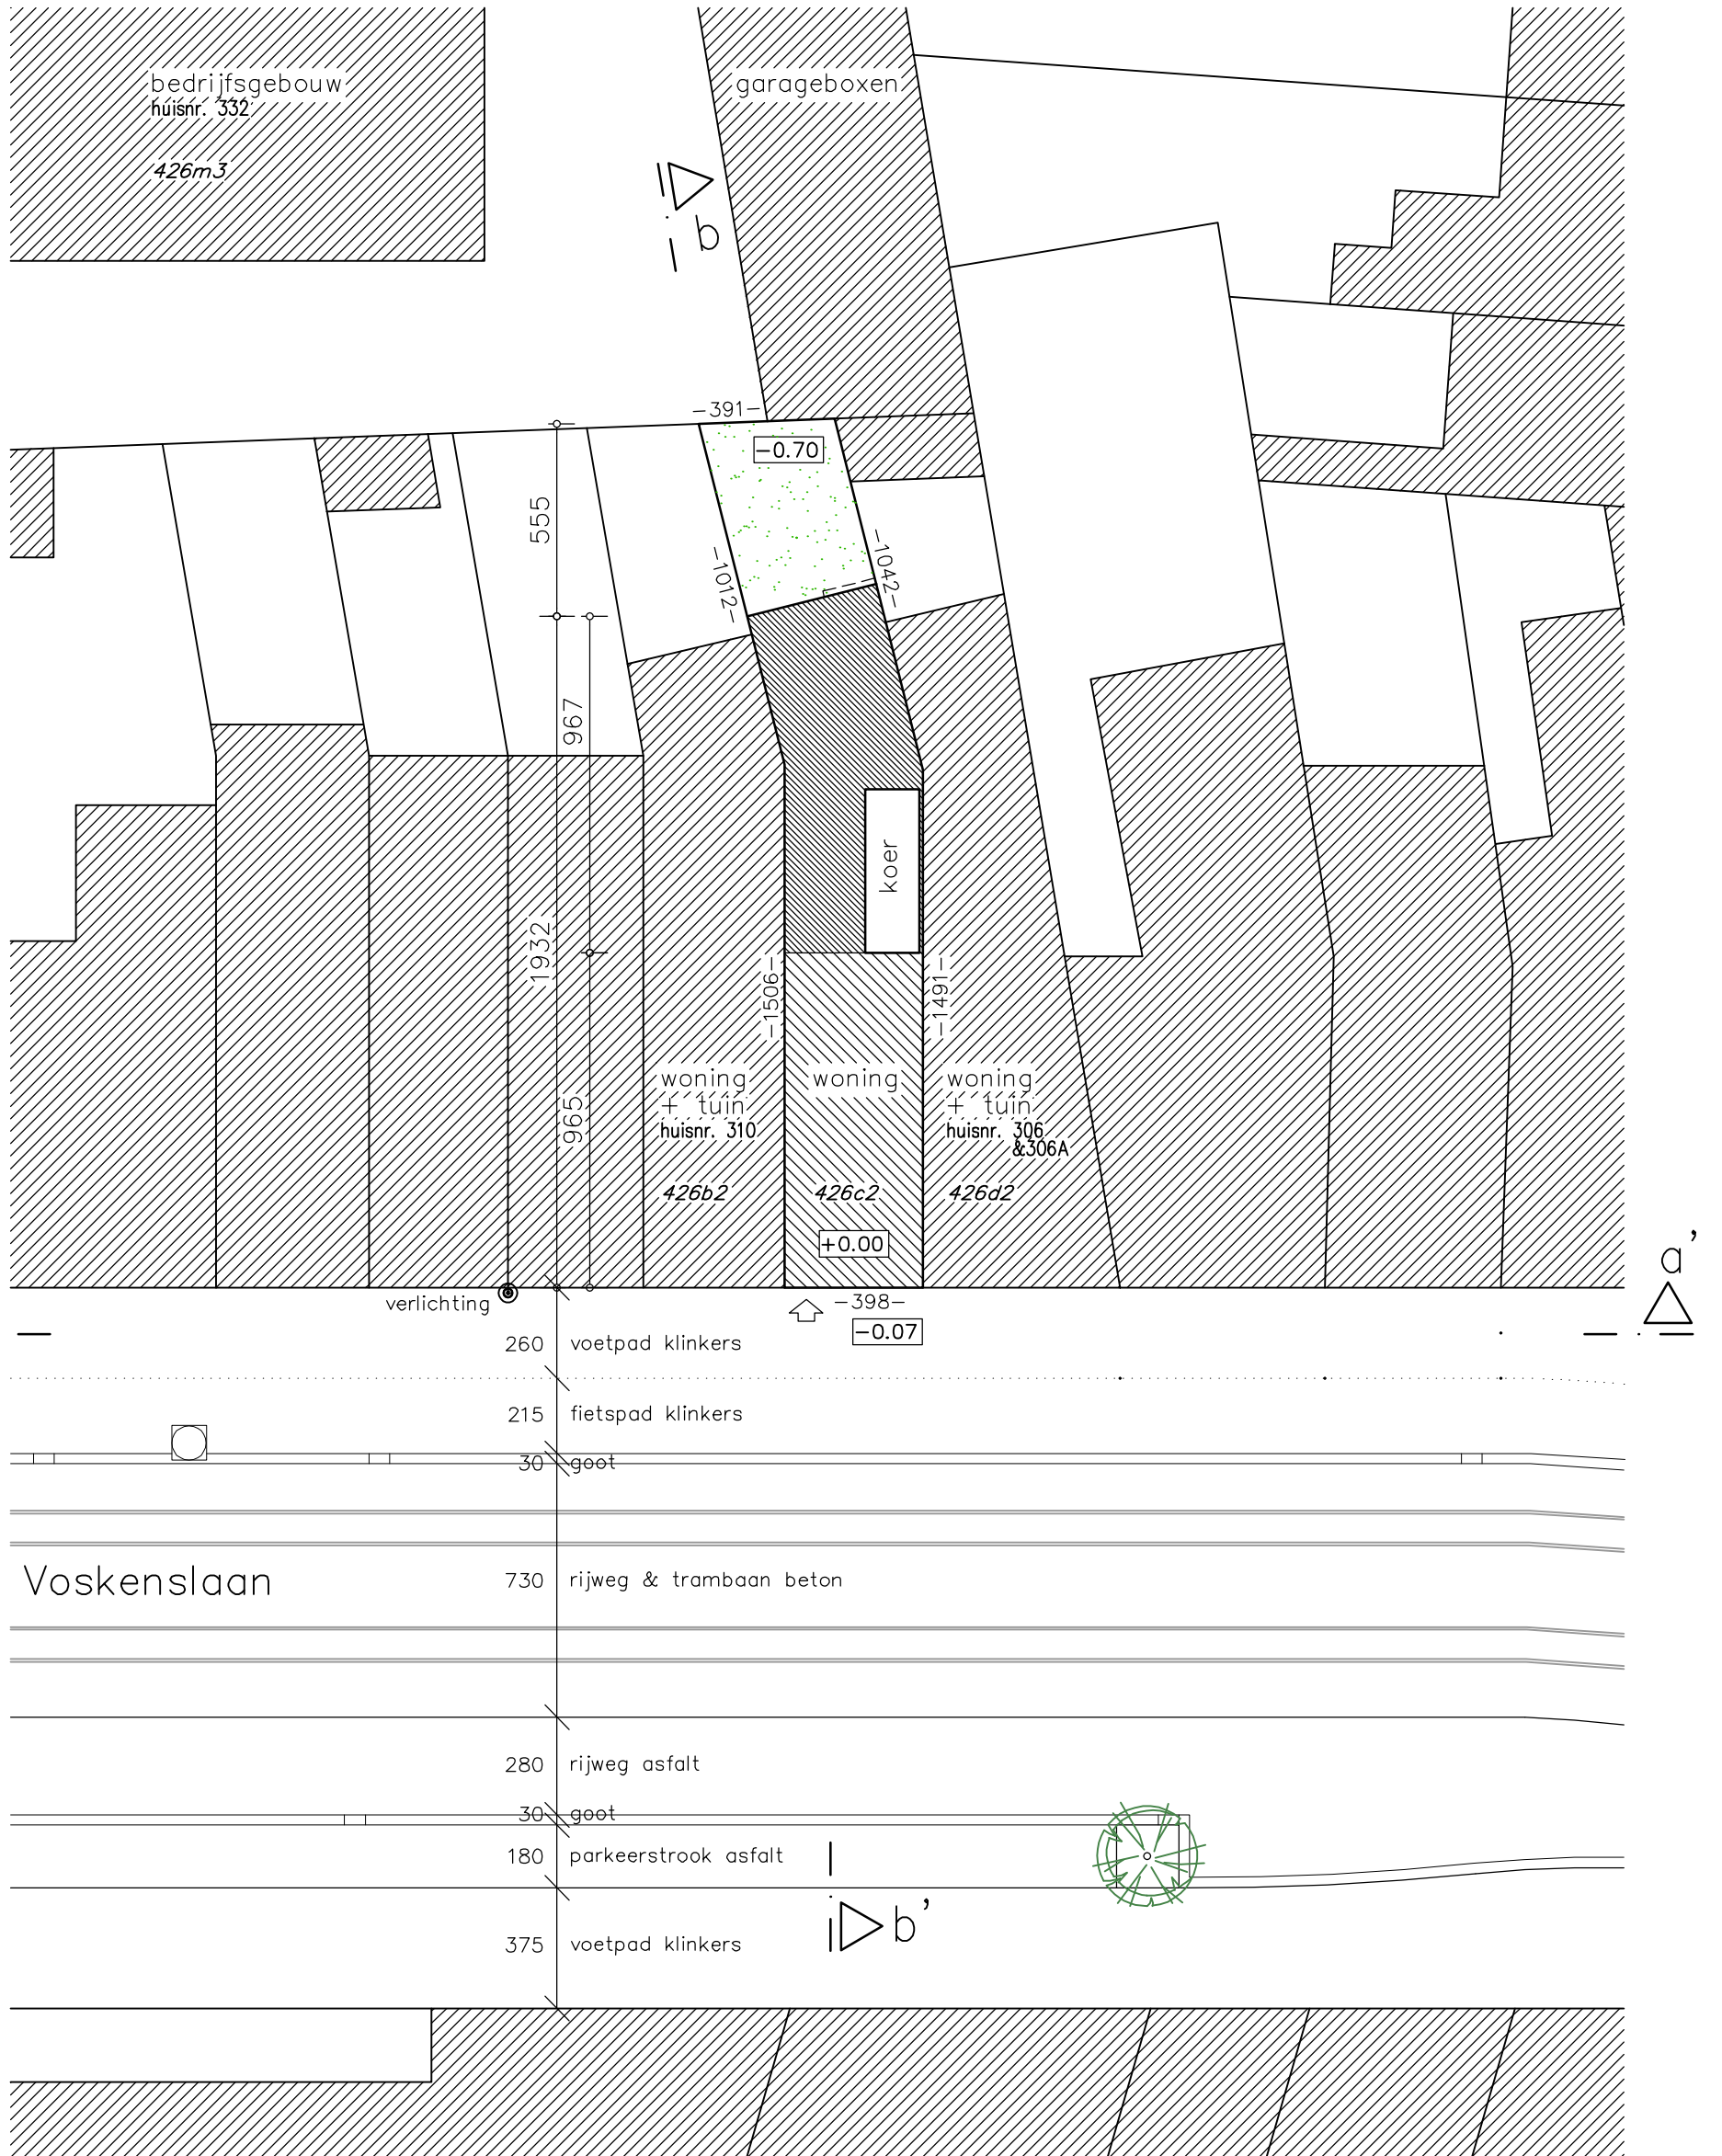 bedrijfsgebouw
huisnr. 332
426m3
garageboxen
b
-391-
-0.70
555
-1012-
-1042-
967
koer
1932
-1506-
-1491-
965
woning
+ tuin
huisnr. 310
426b2
woning
426c2
+0.00
woning
+ tuin
huisnr. 306
&306A
426d2
a'
verlichting
-398-
-0.07
260 voetpad klinkers
215 fietspad klinkers
30 goot
Voskenslaan
730 rijweg & trambaan beton
280 rijweg asfalt
30 goot
180 parkeerstrook asfalt
b'
375 voetpad klinkers